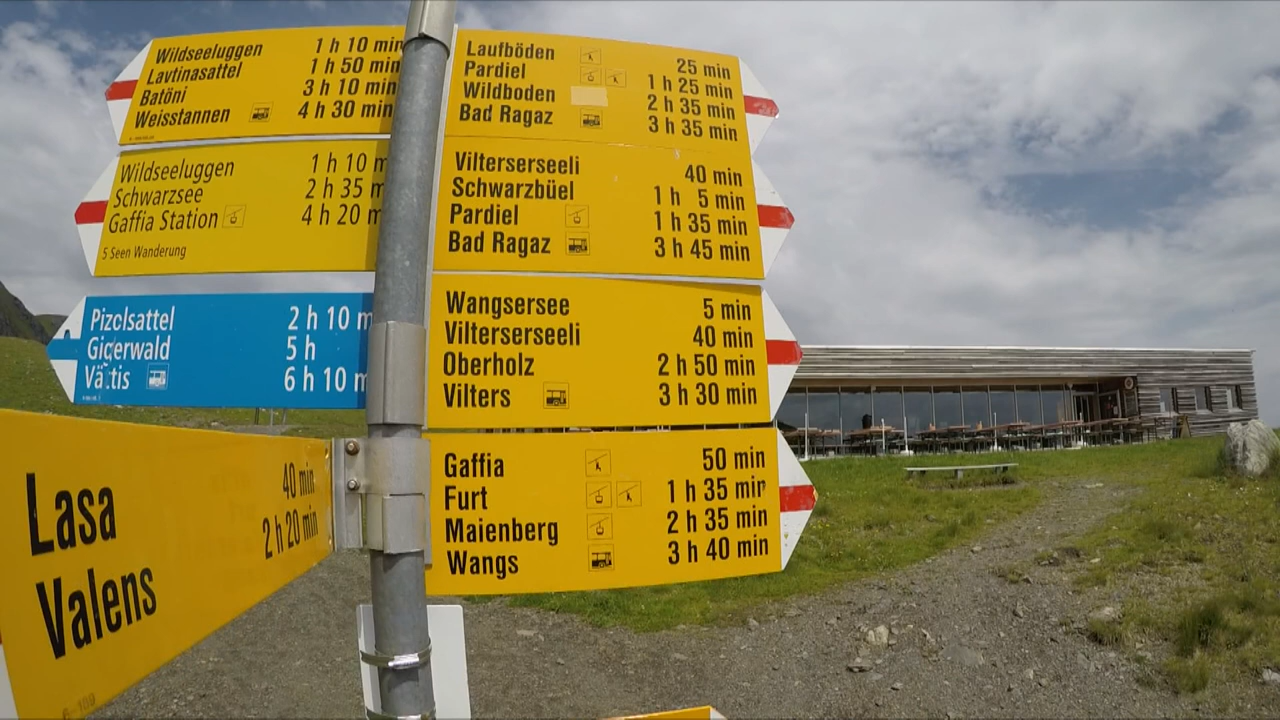 Wildseeluggen 1 h 10 min
Lavtinasattel 1 h 50 min
Batöni 3 h 10 min
Weisstannen 4 h 30 min
Wildseeluggen 1 h 10 m
Schwarzsee 2 h 35 m
Gaffia Station 4 h 20 m
5 Seen Wanderung
Pizolsattel 2 h 10 m
Gigerwald 5 h
Vättis 6 h 10 m
Lasa 40 min
Valens 2 h 20 min
Laufböden 25 min
Pardiel 1 h 25 min
Wildboden 2 h 35 min
Bad Ragaz 3 h 35 min
Vilterserseeli 40 min
Schwarzbüel 1 h 5 min
Pardiel 1 h 35 min
Bad Ragaz 3 h 45 min
Wangsersee 5 min
Vilterserseeli 40 min
Oberholz 2 h 50 min
Vilters 3 h 30 min
Gaffia 50 min
Furt 1 h 35 min
Maienberg 2 h 35 min
Wangs 3 h 40 min